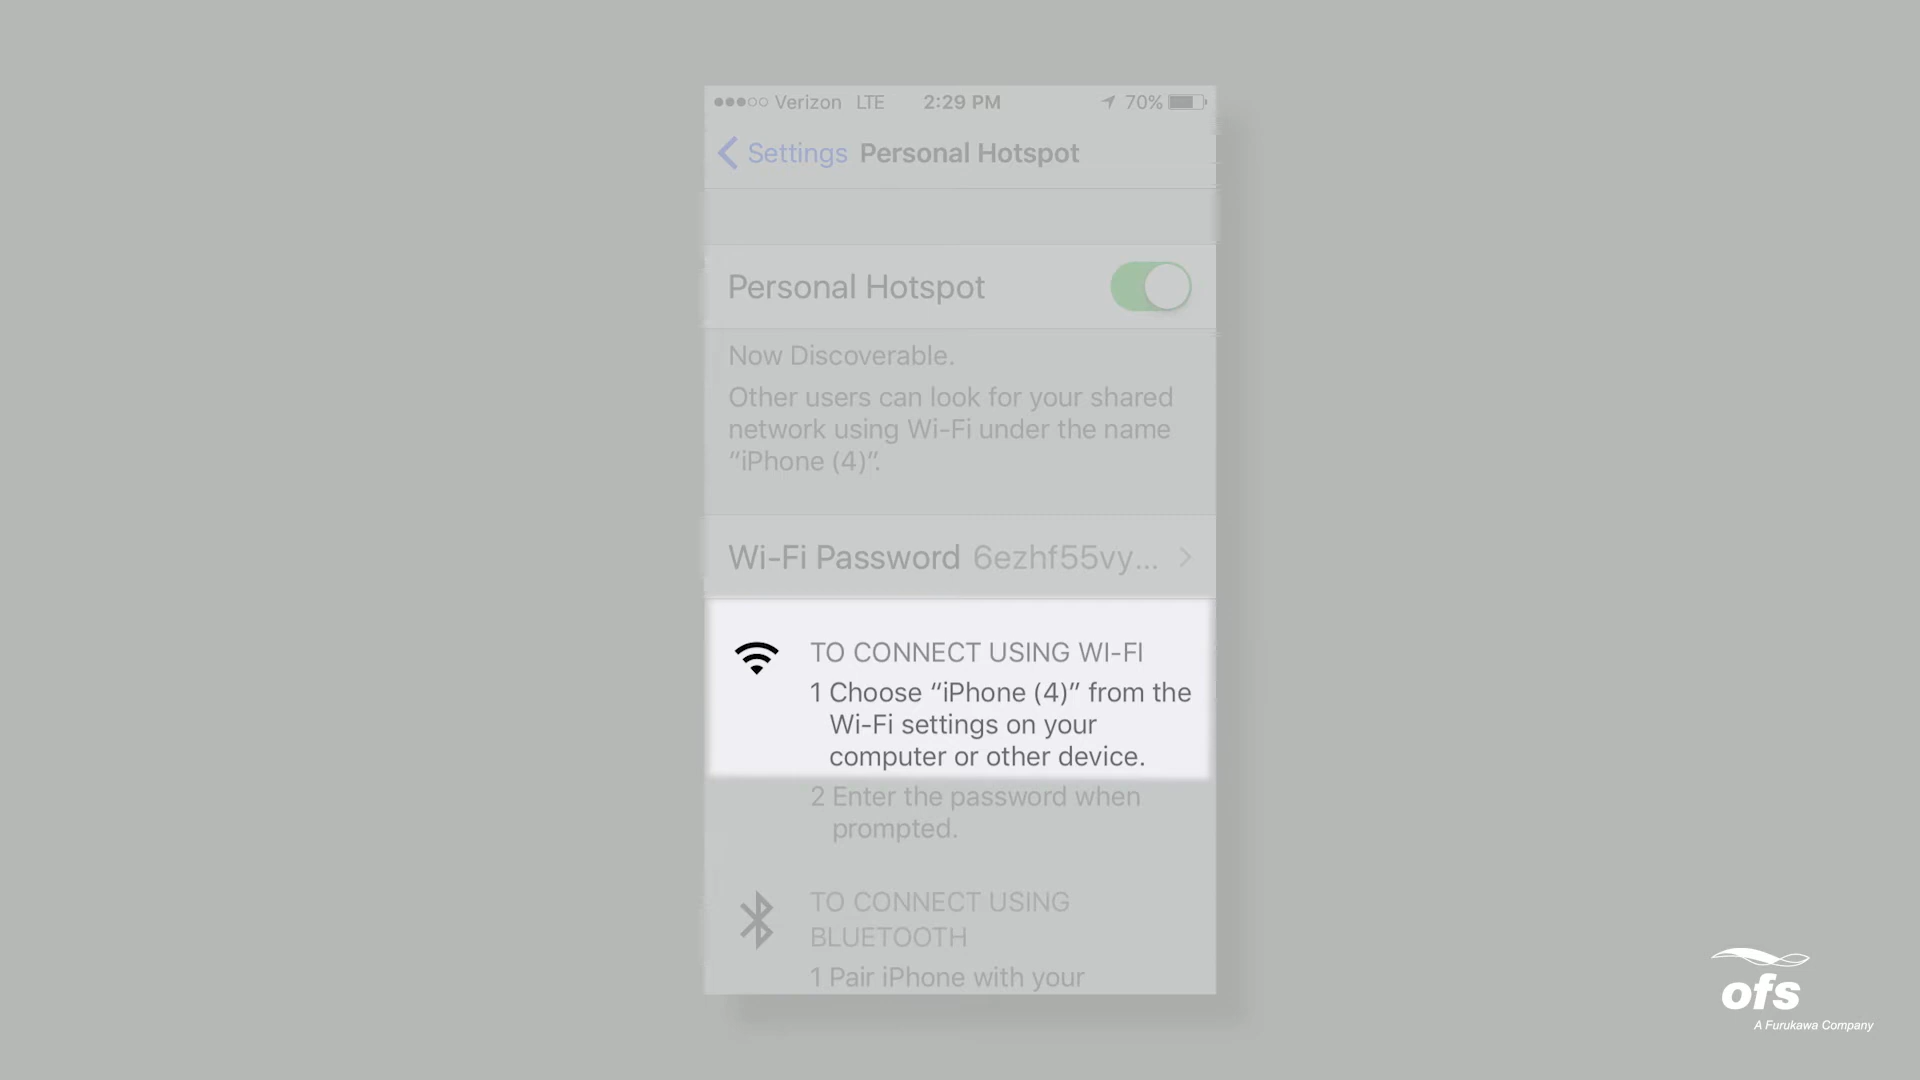 Verizon LTE 2:29 PM 70%
Settings Personal Hotspot
Personal Hotspot
Now Discoverable.
Other users can look for your shared
network using Wi-Fi under the name
“iPhone (4)”.
Wi-Fi Password 6ezhf55vy...
TO CONNECT USING WI-FI
1 Choose “iPhone (4)” from the
Wi-Fi settings on your
computer or other device.
2 Enter the password when
prompted.
TO CONNECT USING
BLUETOOTH
1 Pair iPhone with your
ofs
A Furukawa Company